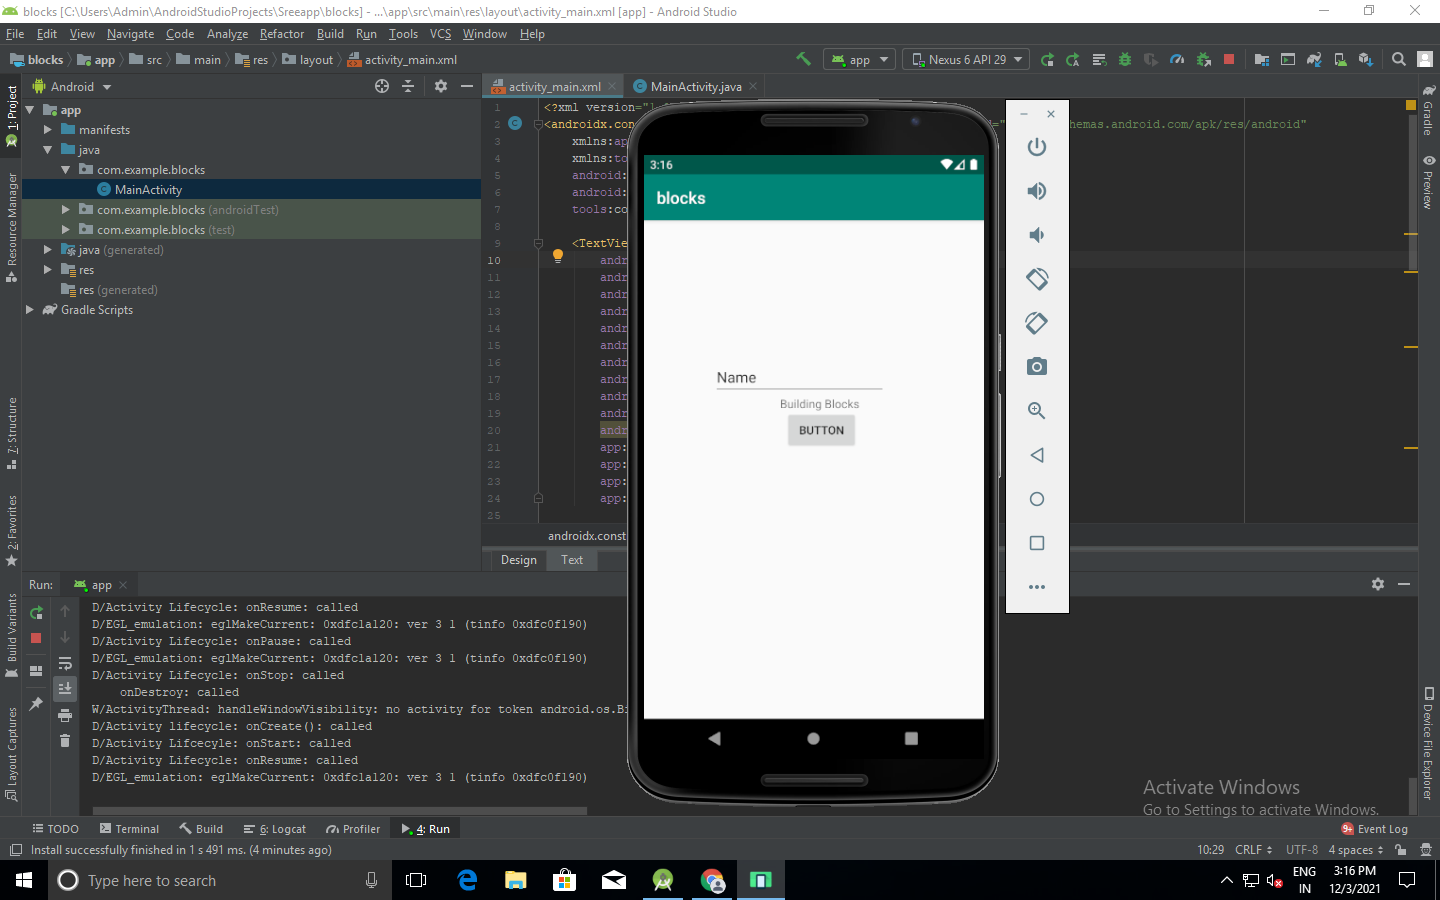 blocks [C:\Users\Admin\AndroidStudioProjects\Sreeapp\blocks] - ...\app\src\main\res\layout\activity_main.xml [app] - Android Studio
File Edit View Navigate Code Analyze Refactor Build Run Tools VCS Window Help
blocks app src main res layout activity_main.xml
app Nexus 6 API 29
1: Project
Resource Manager
7: Structure
2: Favorites
Build Variants
Layout Captures
Android
app
manifests
java
com.example.blocks
MainActivity
com.example.blocks (androidTest)
com.example.blocks (test)
java (generated)
res
res (generated)
Gradle Scripts
activity_main.xml MainActivity.java
1 <?xml version=
2 <androidx.con hemas.android.com/apk/res/android"
3 xmlns:ap
4 xmlns:to
5 android:
6 android:
7 tools:co
8
9 <TextVie
10 andr
11 andr
12 andr
13 andr
14 andr
15 andr
16 andr
17 andr
18 andr
19 andr
20 andr
21 app:
22 app:
23 app:
24 app:
25
androidx.const
Design Text
3:16
blocks
Name
Building Blocks
BUTTON
Gradle
Preview
Device File Explorer
Run: app
D/Activity Lifecycle: onResume: called
D/EGL_emulation: eglMakeCurrent: 0xdfc1a120: ver 3 1 (tinfo 0xdfc0f190)
D/Activity Lifecycle: onPause: called
D/EGL_emulation: eglMakeCurrent: 0xdfc1a120: ver 3 1 (tinfo 0xdfc0f190)
D/Activity Lifecycle: onStop: called
onDestroy: called
W/ActivityThread: handleWindowVisibility: no activity for token android.os.Bi
D/Activity lifecycle: onCreate(): called
D/Activity Lifcecycle: onStart: called
D/Activity Lifecycle: onResume: called
D/EGL_emulation: eglMakeCurrent: 0xdfc1a120: ver 3 1 (tinfo 0xdfc0f190)
Activate Windows
Go to Settings to activate Windows.
TODO Terminal Build 6: Logcat Profiler 4: Run 9+ Event Log
Install successfully finished in 1 s 491 ms. (4 minutes ago) 10:29 CRLF UTF-8 4 spaces
Type here to search
ENG
IN
3:16 PM
12/3/2021